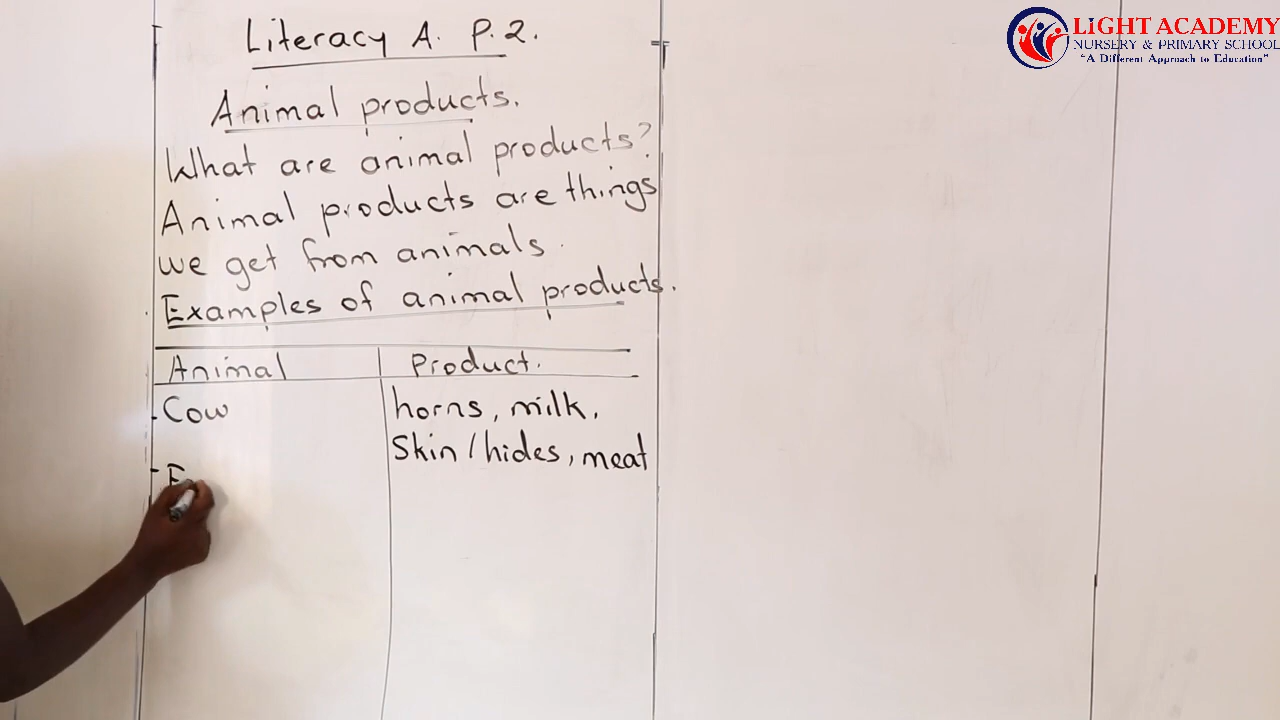 Literacy A. P.2.
Animal products.
What are animal products?
Animal products are things
we get from animals.
Examples of animal products.
Animal Product.
- Cow horns, milk,
Skin/hides, meat
- E
LIGHT ACADEMY
NURSERY & PRIMARY SCHOOL
"A Different Approach to Education"